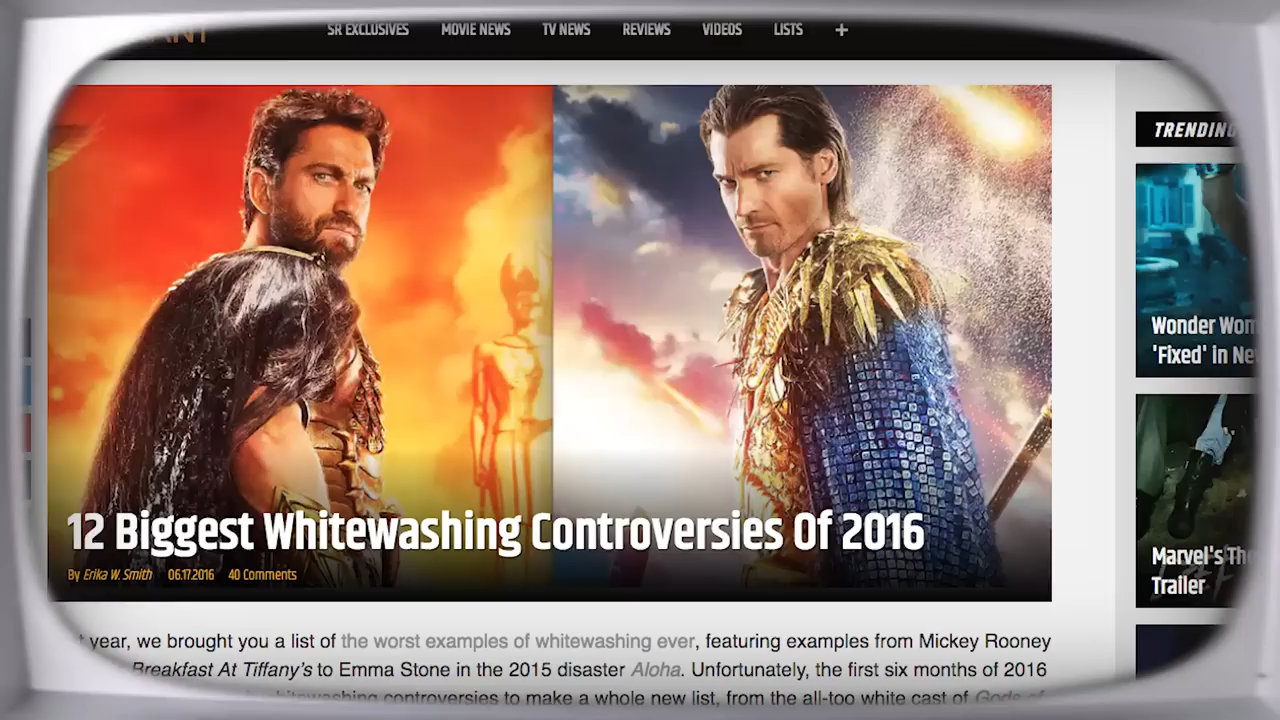 SR EXCLUSIVES MOVIE NEWS TV NEWS REVIEWS VIDEOS LISTS +
TRENDING
12 Biggest Whitewashing Controversies Of 2016
By Erika W. Smith 06.17.2016 40 Comments
Wonder Wom
'Fixed' in Ne
Marvel's Th
Trailer
t year, we brought you a list of the worst examples of whitewashing ever, featuring examples from Mickey Rooney
Breakfast At Tiffany's to Emma Stone in the 2015 disaster Aloha. Unfortunately, the first six months of 2016
whitewashing controversies to make a whole new list, from the all-too white cast of Gods of